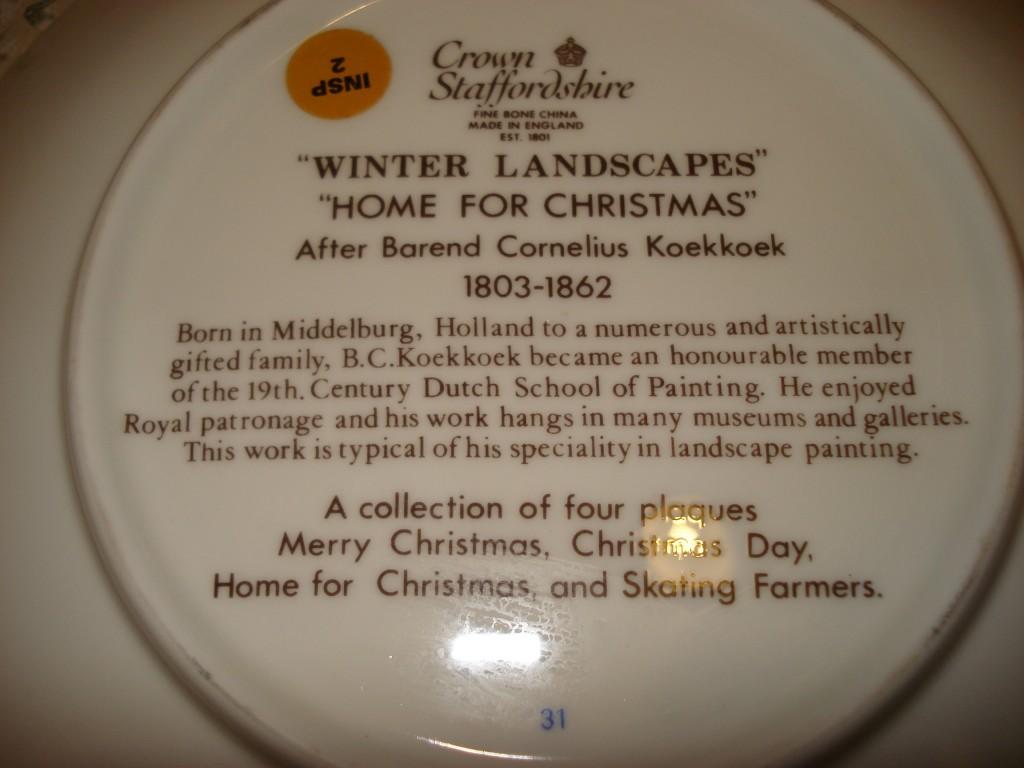 INSP
2
Crown
Staffordshire
FINE BONE CHINA
MADE IN ENGLAND
EST. 1801
"WINTER LANDSCAPES"
"HOME FOR CHRISTMAS"
After Barend Cornelius Koekkoek
1803-1862
Born in Middelburg, Holland to a numerous and artistically
gifted family, B.C.Koekkoek became an honourable member
of the 19th. Century Dutch School of Painting. He enjoyed
Royal patronage and his work hangs in many museums and galleries.
This work is typical of his speciality in landscape painting.
A collection of four plaques
Merry Christmas, Christmas Day,
Home for Christmas, and Skating Farmers.
31